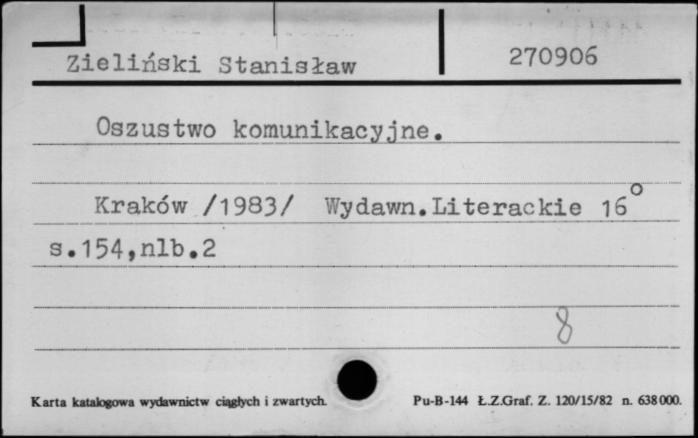 Zieliński Stanisław 270906
Oszustwo komunikacyjne.
Kraków /1983/ Wydawn.Literackie 16°
s.154,nlb.2
8
Karta katalogowa wydawnictw ciągłych i zwartych. Pu-B-144 Ł.Z.Graf. Z. 120/15/82 n. 638000.